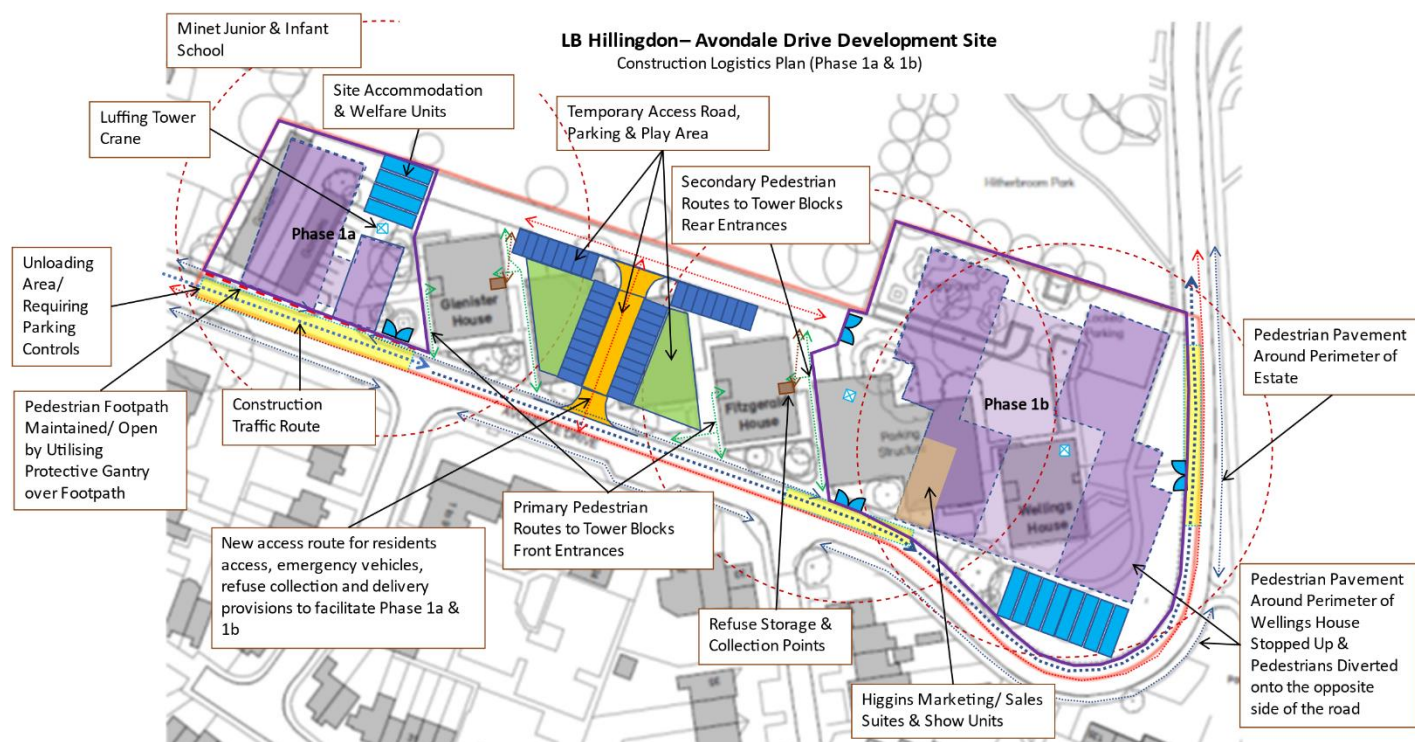 LB Hillingdon– Avondale Drive Development Site
Construction Logistics Plan (Phase 1a & 1b)
Minet Junior & Infant
School
Site Accommodation
& Welfare Units
Luffing Tower
Crane
Temporary Access Road,
Parking & Play Area
Secondary Pedestrian
Routes to Tower Blocks
Rear Entrances
Hitherbroom Park
Phase 1a
Unloading
Area/
Requiring
Parking
Controls
Glenister
House
Pedestrian Pavement
Around Perimeter of
Estate
Pedestrian Footpath
Maintained/ Open
by Utilising
Protective Gantry
over Footpath
Construction
Traffic Route
Fitzgerald
House
Phase 1b
Parking
Structure
Parking
DRIVE
Wellings
House
Primary Pedestrian
Routes to Tower Blocks
Front Entrances
New access route for residents
access, emergency vehicles,
refuse collection and delivery
provisions to facilitate Phase 1a &
1b
Refuse Storage &
Collection Points
Higgins Marketing/ Sales
Suites & Show Units
Pedestrian Pavement
Around Perimeter of
Wellings House
Stopped Up &
Pedestrians Diverted
onto the opposite
side of the road